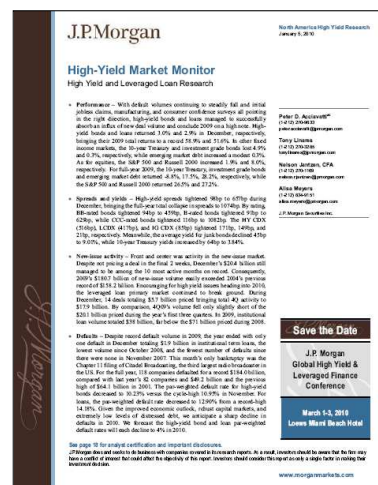 J.P.Morgan
North America High Yield Research
January 5, 2010
High-Yield Market Monitor
High Yield and Leveraged Loan Research
Peter D. Acciavatti
(1-212) 270-9633
peter.acciavatti@jpmorgan.com
Tony Linares
(1-212) 270-3285
tony.linares@jpmorgan.com
Nelson Jantzen, CFA
(1-212) 270-1169
nelson.jantzen@jpmorgan.com
Alisa Meyers
(1-212) 834-9151
alisa.meyers@jpmorgan.com
J.P. Morgan Securities Inc.
Performance – With default volumes continuing to steadily fall and initial
jobless claims, manufacturing, and consumer confidence surveys all pointing
in the right direction, high-yield bonds and loans managed to successfully
absorb an influx of new deal volume and conclude 2009 on a high note. High-
yield bonds and loans returned 3.0% and 2.9% in December, respectively,
bringing their 2009 total returns to a record 58.9% and 51.6%. In other fixed
income markets, the 10-year Treasury and investment grade bonds lost 4.9%
and 0.3%, respectively, while emerging market debt increased a modest 0.3%.
As for equities, the S&P 500 and Russell 2000 increased 1.9% and 8.0%,
respectively. For full-year 2009, the 10-year Treasury, investment grade bonds
and emerging market debt returned -8.8%, 17.5%, 28.2%, respectively, while
the S&P 500 and Russell 2000 returned 26.5% and 27.2%.
Spreads and yields – High-yield spreads tightened 98bp to 675bp during
December, bringing the full-year total collapse in spreads to 1074bp. By rating,
BB-rated bonds tightened 94bp to 459bp, B-rated bonds tightened 91bp to
629bp, while CCC-rated bonds tightened 116bp to 1082bp. The HY CDX
(516bp), LCDX (417bp), and IG CDX (85bp) tightened 171bp, 149bp, and
21bp, respectively. Meanwhile, the average yield for junk bonds declined 45bp
to 9.01%, while 10-year Treasury yields increased by 64bp to 3.84%.
New-issue activity – Front and center was activity in the new-issue market.
Despite not pricing a deal in the final 2 weeks, December's $20.4 billion still
managed to be among the 10 most active months on record. Consequently,
2009's $180.7 billion of new-issue volume easily exceeded 2004's previous
record of $158.2 billion. Encouraging for high yield issuers heading into 2010,
the leveraged loan primary market continued to break ground. During
December, 14 deals totaling $5.7 billion priced bringing total 4Q activity to
$17.9 billion. By comparison, 4Q09's volume fell only slightly short of the
$20.1 billion priced during the year's first three quarters. In 2009, institutional
loan volume totaled $38 billion, far below the $71 billion priced during 2008.
Defaults – Despite record default volume in 2009, the year ended with only
one default in December totaling $1.9 billion in institutional term loans, the
lowest volume since October 2008, and the fewest number of defaults since
there were none in November 2007. This month's only bankruptcy was the
Chapter 11 filing of Citadel Broadcasting, the third largest radio broadcaster in
the US. For the full year, 118 companies defaulted for a record $184.0 billion,
compared with last year's 82 companies and $49.2 billion and the previous
high of $64.1 billion in 2001. The par-weighted default rate for high-yield
bonds decreased to 10.23% versus the cycle-high 10.93% in November. For
loans, the par-weighted default rate decreased to 12.90% from a record-high
14.18%. Given the improved economic outlook, robust capital markets, and
extremely low levels of distressed debt, we anticipate a sharp decline in
defaults in 2010. We forecast the high-yield bond and loan par-weighted
default rates will each decline to 4% in 2010.
Save the Date
J.P. Morgan
Global High Yield &
Leveraged Finance
Conference
March 1-3, 2010
Loews Miami Beach Hotel
See page 18 for analyst certification and important disclosures.
J.P. Morgan does and seeks to do business with companies covered in its research reports. As a result, investors should be aware that the firm may
have a conflict of interest that could affect the objectivity of this report. Investors should consider this report as only a single factor in making their
investment decision.
www.morganmarkets.com
J.P.Morgan